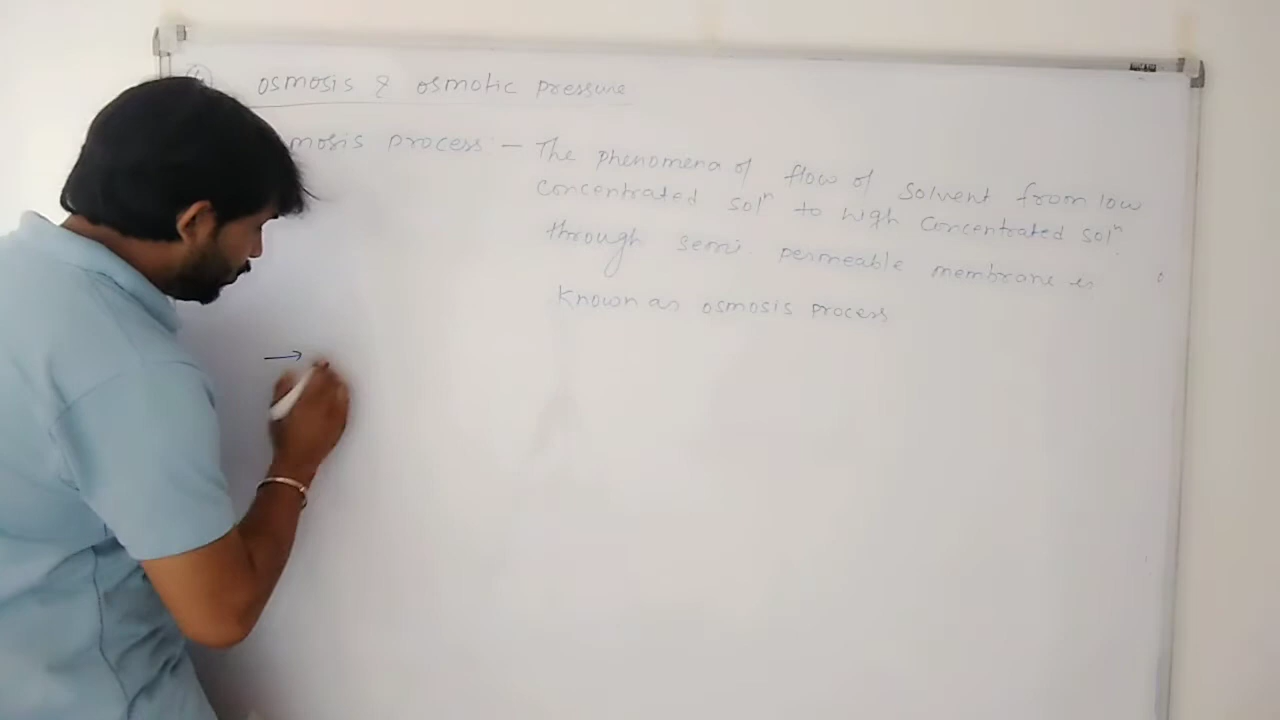 osmosis & osmotic pressure
mosis process - The phenomena of flow of solvent from low
concentrated solⁿ to high concentrated solⁿ
through semi. permeable membrane is
known as osmosis process
→